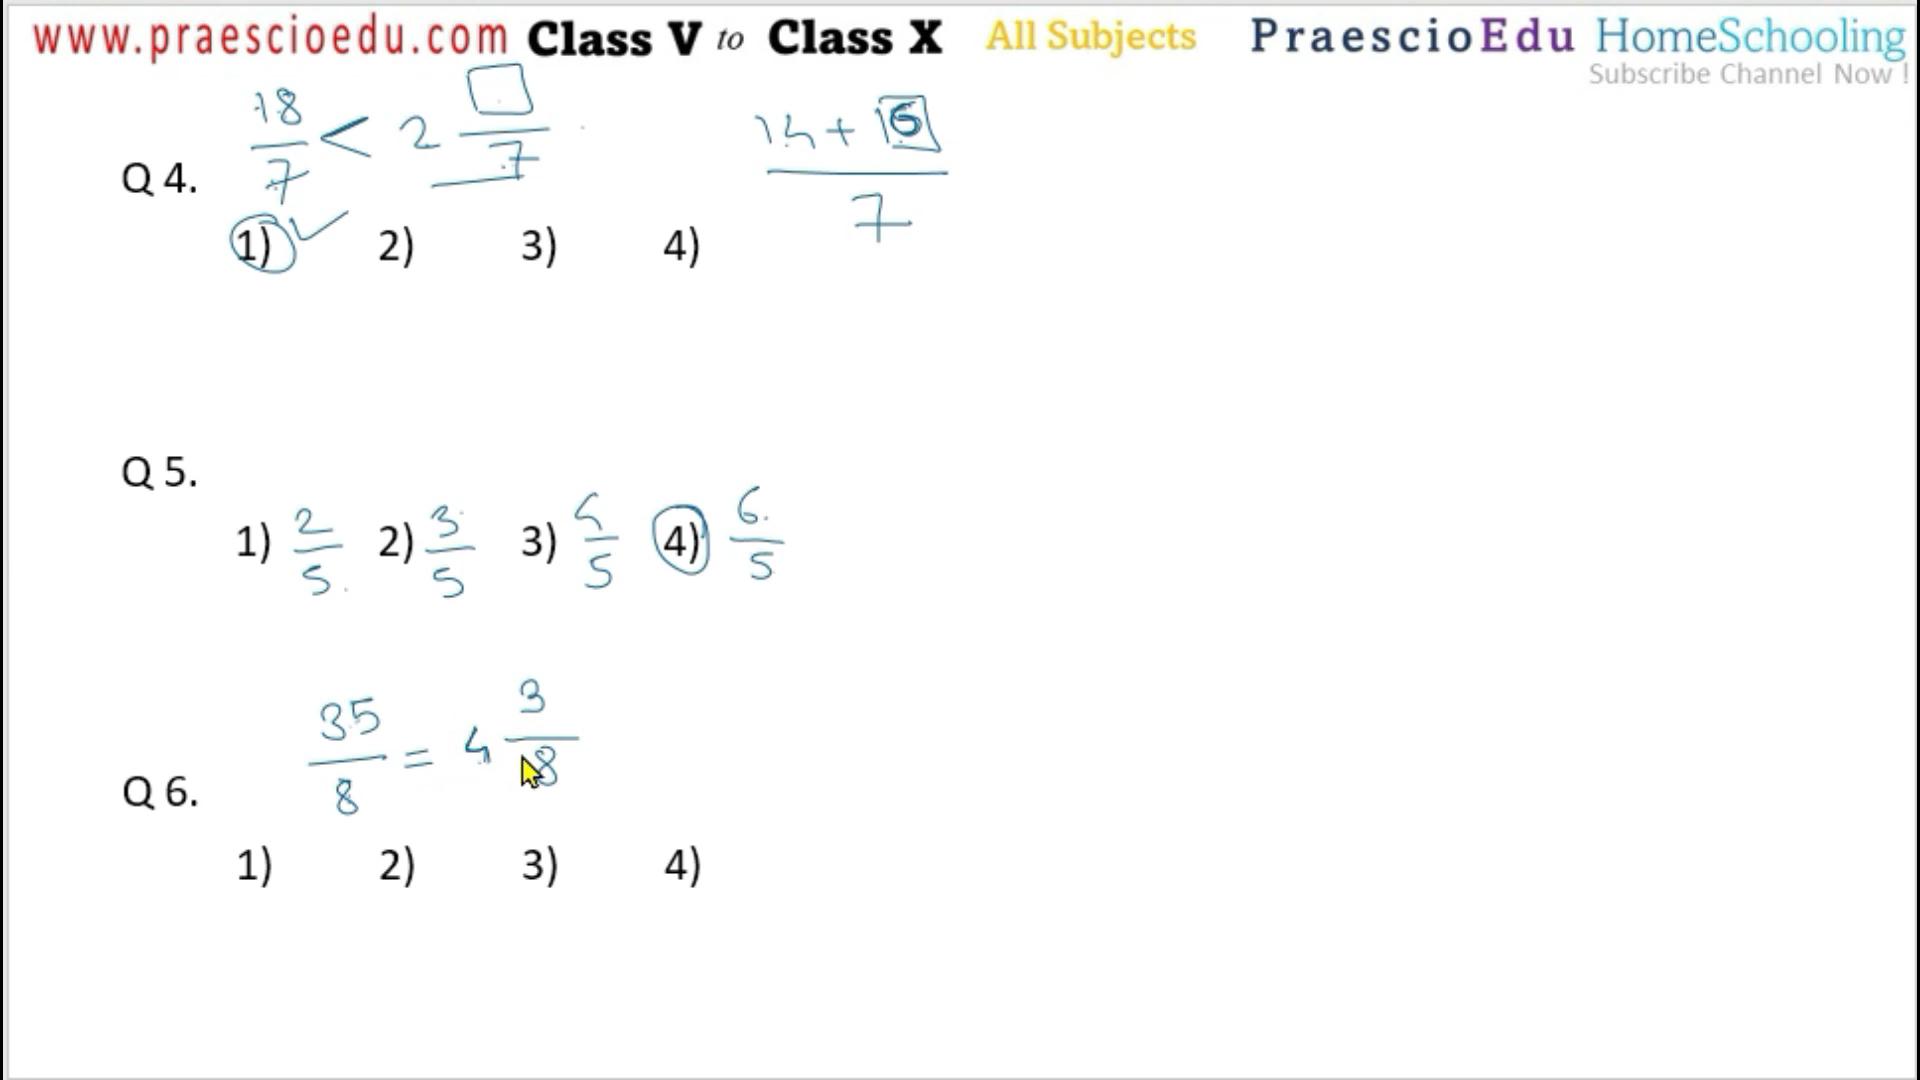 www.praescioedu.com Class V to Class X All Subjects PraescioEdu HomeSchooling
Subscribe Channel Now !
Q 4. 18/7 < 2 □/7 14 + 6/7
1) 2) 3) 4)
Q 5.
1) 2/5 2) 3/5 3) 4/5 4) 6/5
Q 6. 35/8 = 4 3/8
1) 2) 3) 4)